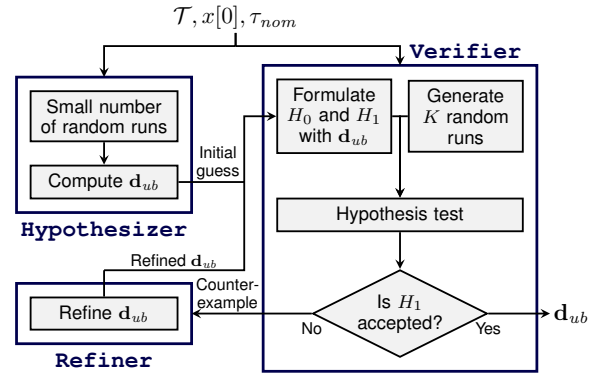 𝒯, x[0], τ_nom
Verifier
Small number
of random runs
Compute d_ub
Hypothesizer
Initial
guess
Formulate
H_0 and H_1
with d_ub
Generate
K random
runs
Hypothesis test
Refined d_ub
Counter-
example
Refine d_ub
Refiner
Is H_1
accepted?
No
Yes
d_ub